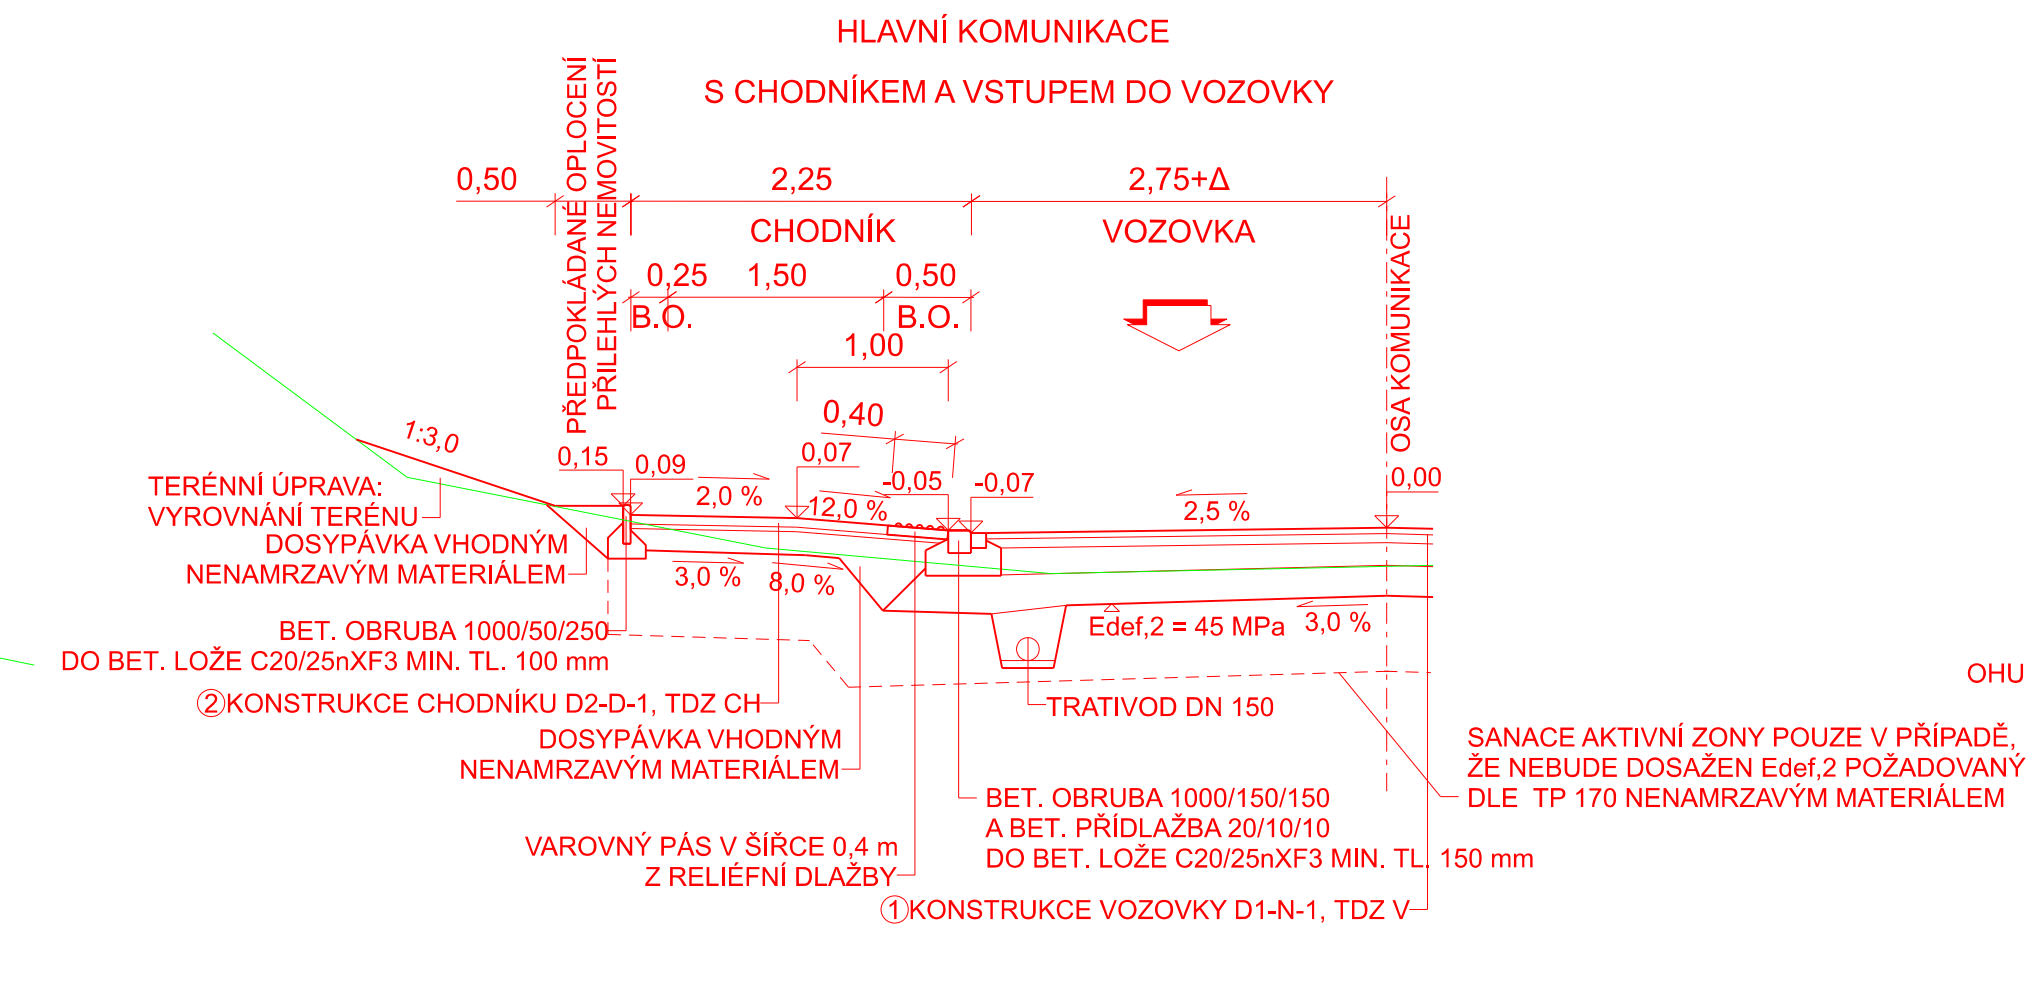 HLAVNÍ KOMUNIKACE
S CHODNÍKEM A VSTUPEM DO VOZOVKY
PŘEDPOKLÁDANÉ OPLOCENÍ
PŘILEHLÝCH NEMOVITOSTÍ
0,50
2,25
2,75+Δ
CHODNÍK
VOZOVKA
0,25
1,50
0,50
B.O.
B.O.
1,00
OSA KOMUNIKACE
0,40
1:3,0
0,15
0,09
0,07
-0,05
-0,07
0,00
2,0 %
12,0 %
2,5 %
TERÉNNÍ ÚPRAVA:
VYROVNÁNÍ TERÉNU
DOSYPÁVKA VHODNÝM
NENAMRZAVÝM MATERIÁLEM
3,0 %
8,0 %
Edef,2 = 45 MPa
3,0 %
BET. OBRUBA 1000/50/250
DO BET. LOŽE C20/25nXF3 MIN. TL. 100 mm
OHU
2 KONSTRUKCE CHODNÍKU D2-D-1, TDZ CH
TRATIVOD DN 150
DOSYPÁVKA VHODNÝM
NENAMRZAVÝM MATERIÁLEM
SANACE AKTIVNÍ ZONY POUZE V PŘÍPADĚ,
ŽE NEBUDE DOSAŽEN Edef,2 POŽADOVANÝ
DLE TP 170 NENAMRZAVÝM MATERIÁLEM
BET. OBRUBA 1000/150/150
A BET. PŘÍDLAŽBA 20/10/10
DO BET. LOŽE C20/25nXF3 MIN. TL. 150 mm
VAROVNÝ PÁS V ŠÍŘCE 0,4 m
Z RELIÉFNÍ DLAŽBY
1 KONSTRUKCE VOZOVKY D1-N-1, TDZ V